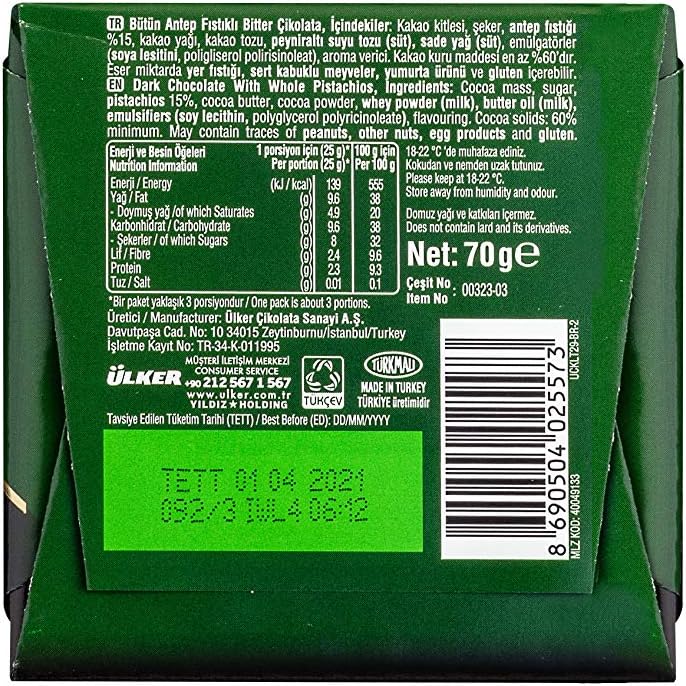 TR Bütün Antep Fıstıklı Bitter Çikolata, İçindekiler: Kakao kitlesi, şeker, antep fıstığı
%15, kakao yağı, kakao tozu, peyniraltı suyu tozu (süt), sade yağ (süt), emülgatörler
(soya lesitini, poligliserol polirisinoleat), aroma verici. Kakao kuru maddesi en az %60'dır.
Eser miktarda yer fıstığı, sert kabuklu meyveler, yumurta ürünü ve gluten içerebilir.
EN Dark Chocolate With Whole Pistachios, Ingredients: Cocoa mass, sugar,
pistachios 15%, cocoa butter, cocoa powder, whey powder (milk), butter oil (milk),
emulsifiers (soy lecithin, polyglycerol polyricinoleate), flavouring. Cocoa solids: 60%
minimum. May contain traces of peanuts, other nuts, egg products and gluten.
Enerji ve Besin Öğeleri 1 porsiyon için (25 g)* 100 g için
Nutrition Information Per portion (25 g)* Per 100 g
Enerji / Energy (kJ / kcal) 139 555
Yağ / Fat (g) 9.6 38
- Doymuş yağ /of which Saturates (g) 4.9 20
Karbonhidrat / Carbohydrate (g) 9.6 38
- Şekerler / of which Sugars (g) 8 32
Lif / Fibre (g) 2.4 9.6
Protein (g) 2.3 9.3
Tuz / Salt (g) 0.01 0.1
*Bir paket yaklaşık 3 porsiyondur / One pack is about 3 portions.
18-22 °C 'de muhafaza ediniz.
Kokudan ve nemden uzak tutunuz.
Please keep at 18-22 °C.
Store away from humidity and odour.
Domuz yağı ve katkıları içermez.
Does not contain lard and its derivatives.
Net: 70g℮
Çeşit No :
Item No : 00323-03
Üretici / Manufacturer: Ülker Çikolata Sanayi A.Ş.
Davutpaşa Cad. No: 10 34015 Zeytinburnu/İstanbul/Turkey
İşletme Kayıt No: TR-34-K-011995
ÜLKER
MÜŞTERİ İLETİŞİM MERKEZİ
CONSUMER SERVICE
+90 212 567 1 567
www.ulker.com.tr
YILDIZ★HOLDING
TÜKÇEV
TÜRKMALI
MADE IN TURKEY
TÜRKİYE üretimidir
Tavsiye Edilen Tüketim Tarihi (TETT) / Best Before (ED): DD/MM/YYYY
TETT 01 04 2021
092/3 IWL4 06:12
8 690504 025573
UCKLT29-BR-2
MLZ KOD: 40049133